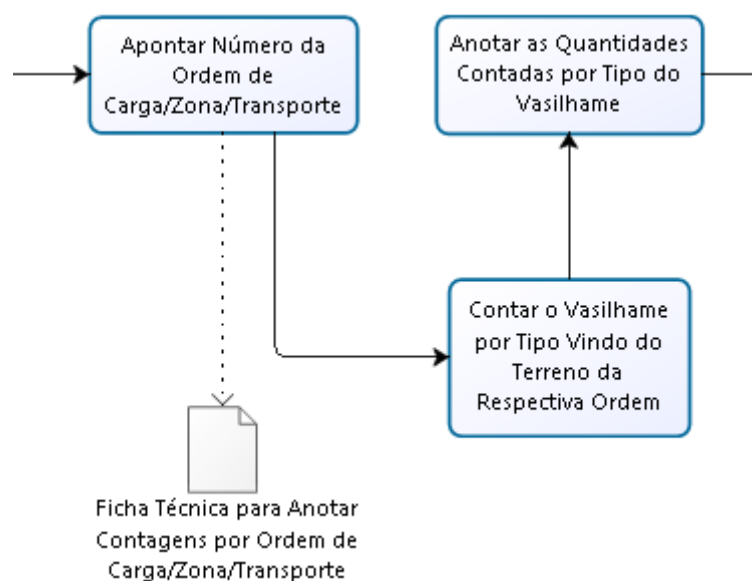 Apontar Número da
Ordem de
Carga/Zona/Transporte
Anotar as Quantidades
Contadas por Tipo do
Vasilhame
Contar o Vasilhame
por Tipo Vindo do
Terreno da
Respectiva Ordem
Ficha Técnica para Anotar
Contagens por Ordem de
Carga/Zona/Transporte